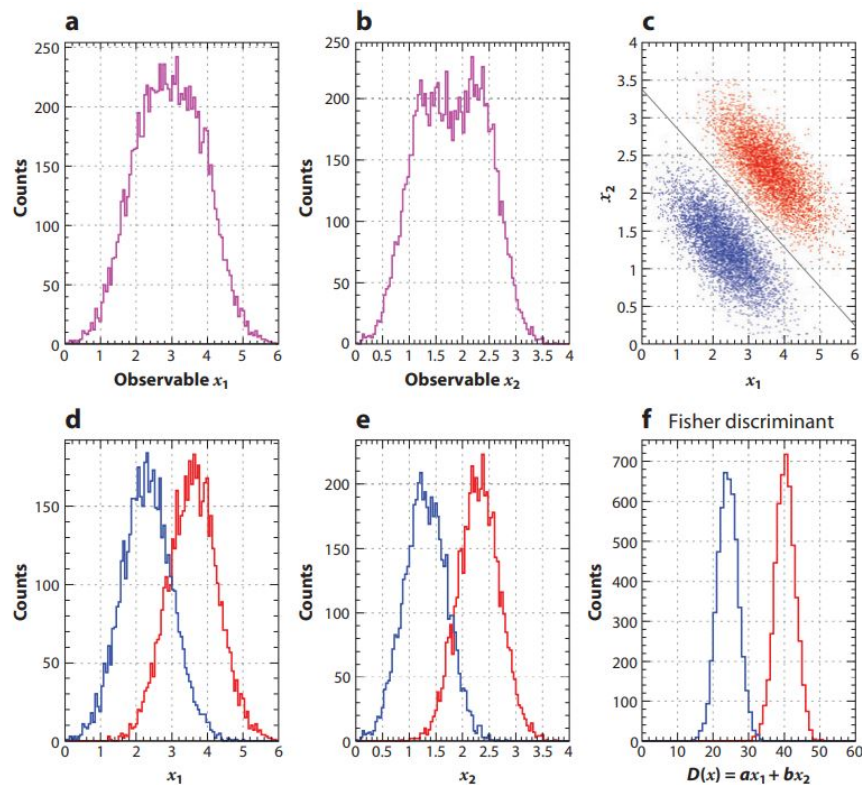 a
250
200
150
100
50
0
Counts
0 1 2 3 4 5 6
Observable x₁
b
250
200
150
100
50
0
Counts
0 0.5 1 1.5 2 2.5 3 3.5 4
Observable x₂
c
4
3.5
3
2.5
2
1.5
1
0.5
0
x₂
0 1 2 3 4 5 6
x₁
d
150
100
50
0
Counts
0 1 2 3 4 5 6
x₁
e
200
150
100
50
0
Counts
0 0.5 1 1.5 2 2.5 3 3.5 4
x₂
f Fisher discriminant
700
600
500
400
300
200
100
0
Counts
0 10 20 30 40 50 60
D(x) = ax₁ + bx₂